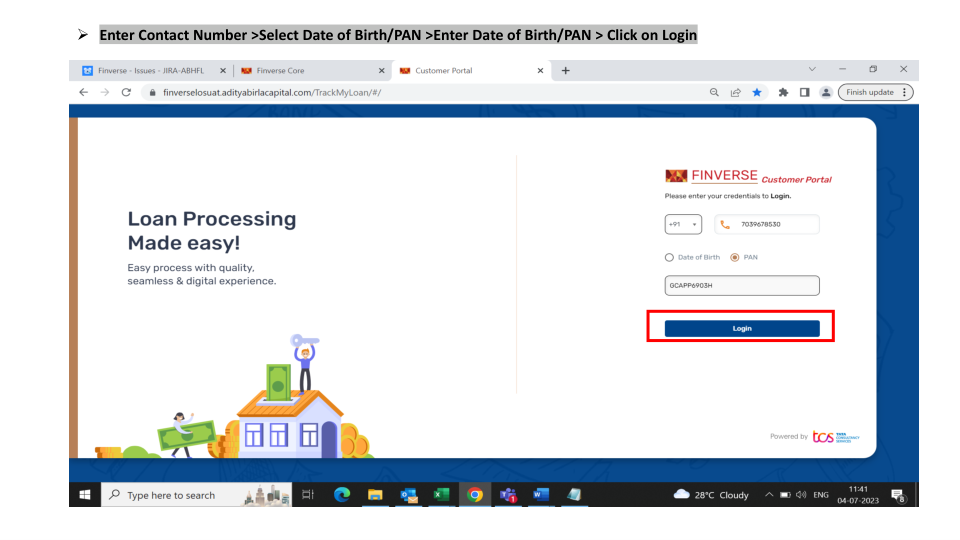 ➢ Enter Contact Number >Select Date of Birth/PAN >Enter Date of Birth/PAN > Click on Login
Finverse - Issues - JIRA-ABHFL
Finverse Core
Customer Portal
finverselosuat.adityabirlacapital.com/TrackMyLoan/#/
Finish update
FINVERSE Customer Portal
Please enter your credentials to Login.
Loan Processing
Made easy!
+91
7039678530
Date of Birth
PAN
Easy process with quality,
seamless & digital experience.
GCAPP6903H
Login
Powered by tcs TATA CONSULTANCY SERVICES
Type here to search
28°C Cloudy
ENG
11:41
04-07-2023
8